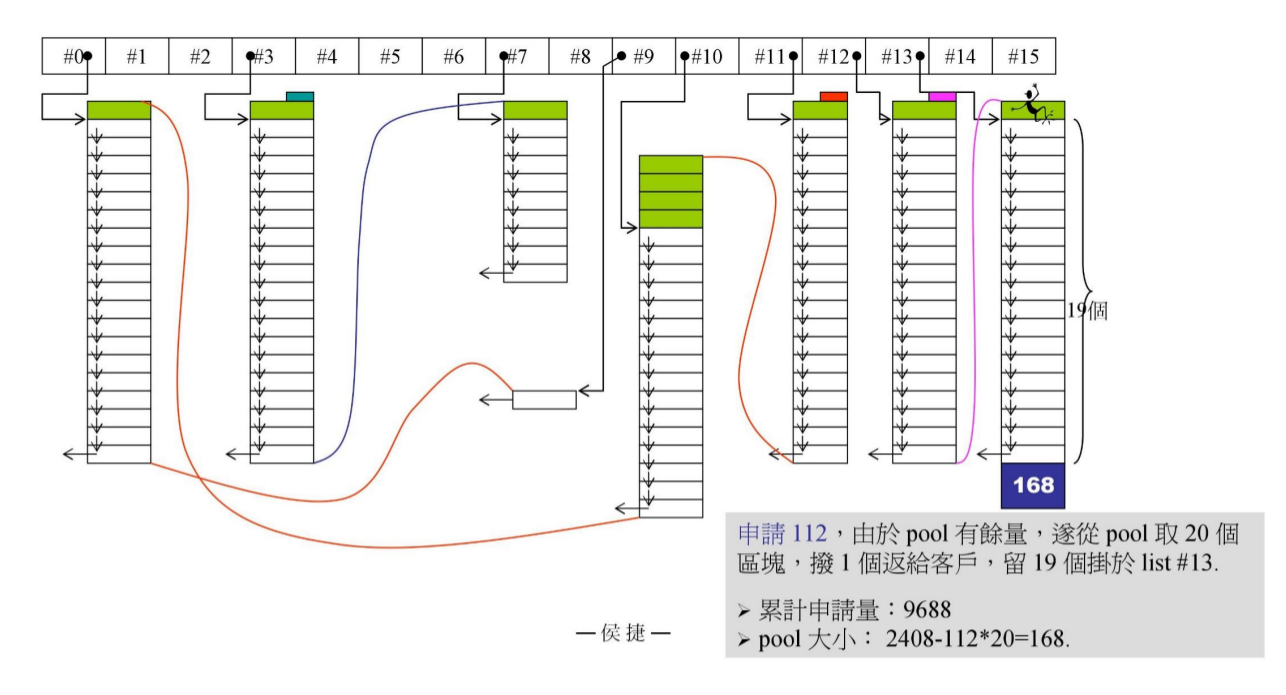 #0 #1 #2 #3 #4 #5 #6 #7 #8 #9 #10 #11 #12 #13 #14 #15
19個
168
申請 112，由於 pool 有餘量，遂從 pool 取 20 個
區塊，撥 1 個返給客戶，留 19 個掛於 list #13.
➢ 累計申請量：9688
➢ pool 大小： 2408-112*20=168.
—侯捷—